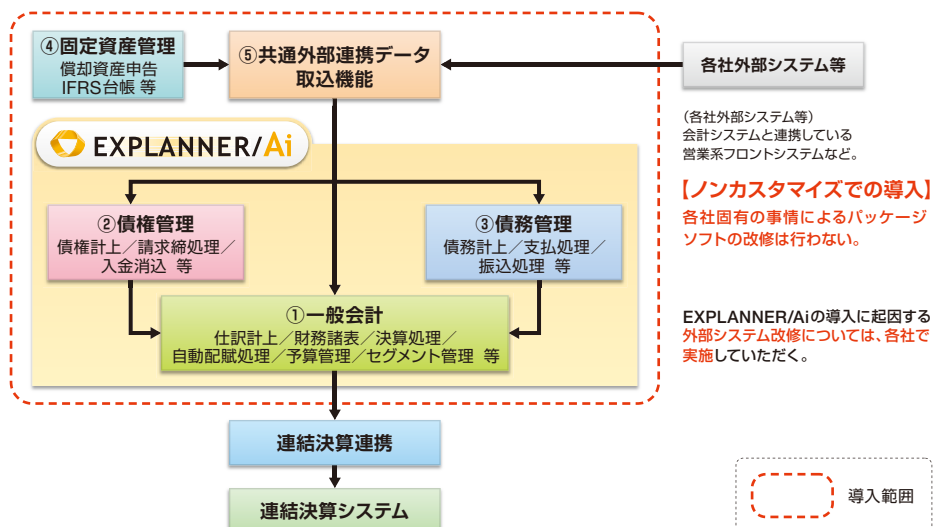 ④固定資産管理
償却資産申告
IFRS台帳 等
⑤共通外部連携データ
取込機能
各社外部システム等
（各社外部システム等）
会計システムと連携している
営業系フロントシステムなど。
EXPLANNER/Ai
【ノンカスタマイズでの導入】
各社固有の事情によるパッケージ
ソフトの改修は行わない。
②債権管理
債権計上／請求締処理／
入金消込 等
③債務管理
債務計上／支払処理／
振込処理 等
①一般会計
仕訳計上／財務諸表／決算処理／
自動配賦処理／予算管理／セグメント管理 等
EXPLANNER/Aiの導入に起因する
外部システム改修については、各社で
実施していただく。
連結決算連携
連結決算システム
導入範囲